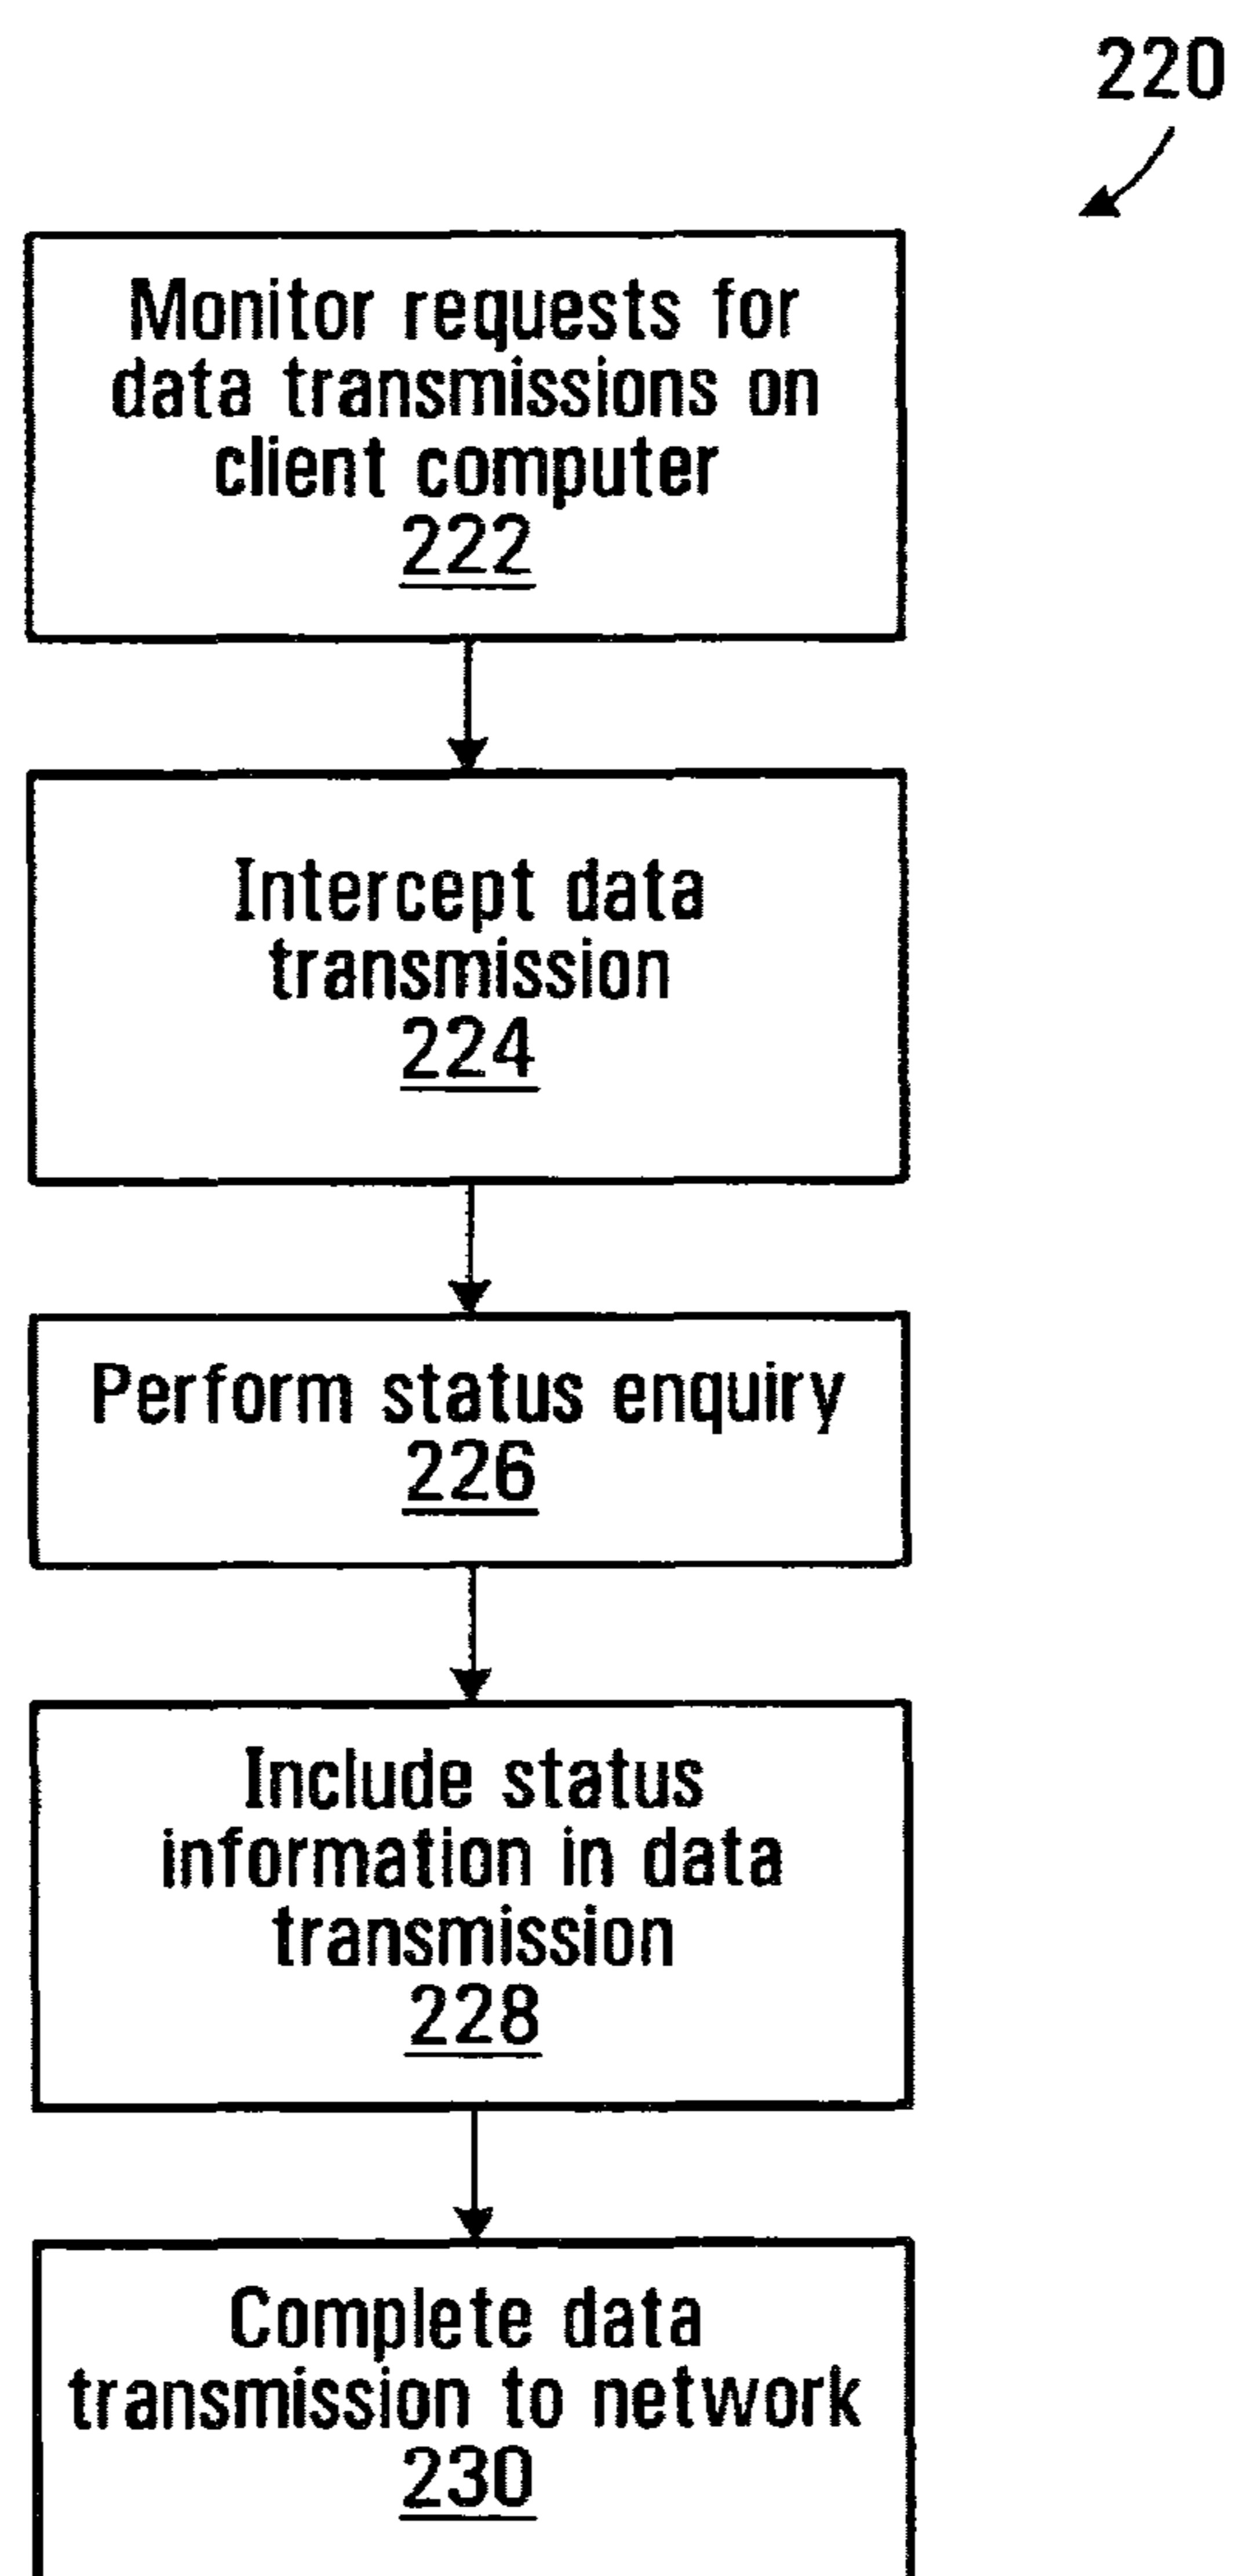 220
Monitor requests for
data transmissions on
client computer
222
Intercept data
transmission
224
Perform status enquiry
226
Include status
information in data
transmission
228
Complete data
transmission to network
230